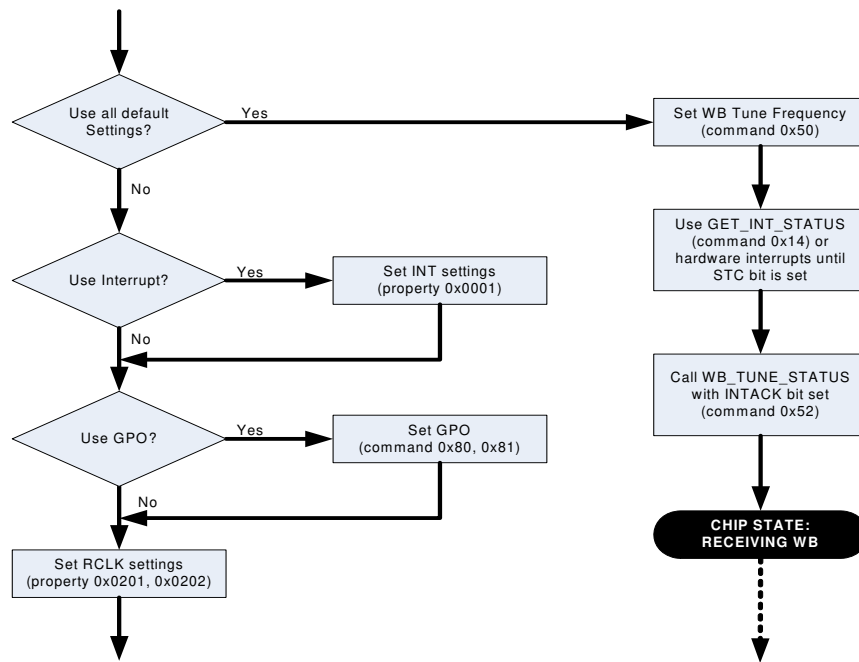 Use all default
Settings?
Yes
No
Use Interrupt?
Yes
No
Set INT settings
(property 0x0001)
Use GPO?
Yes
No
Set GPO
(command 0x80, 0x81)
Set RCLK settings
(property 0x0201, 0x0202)
Set WB Tune Frequency
(command 0x50)
Use GET_INT_STATUS
(command 0x14) or
hardware interrupts until
STC bit is set
Call WB_TUNE_STATUS
with INTACK bit set
(command 0x52)
CHIP STATE:
RECEIVING WB